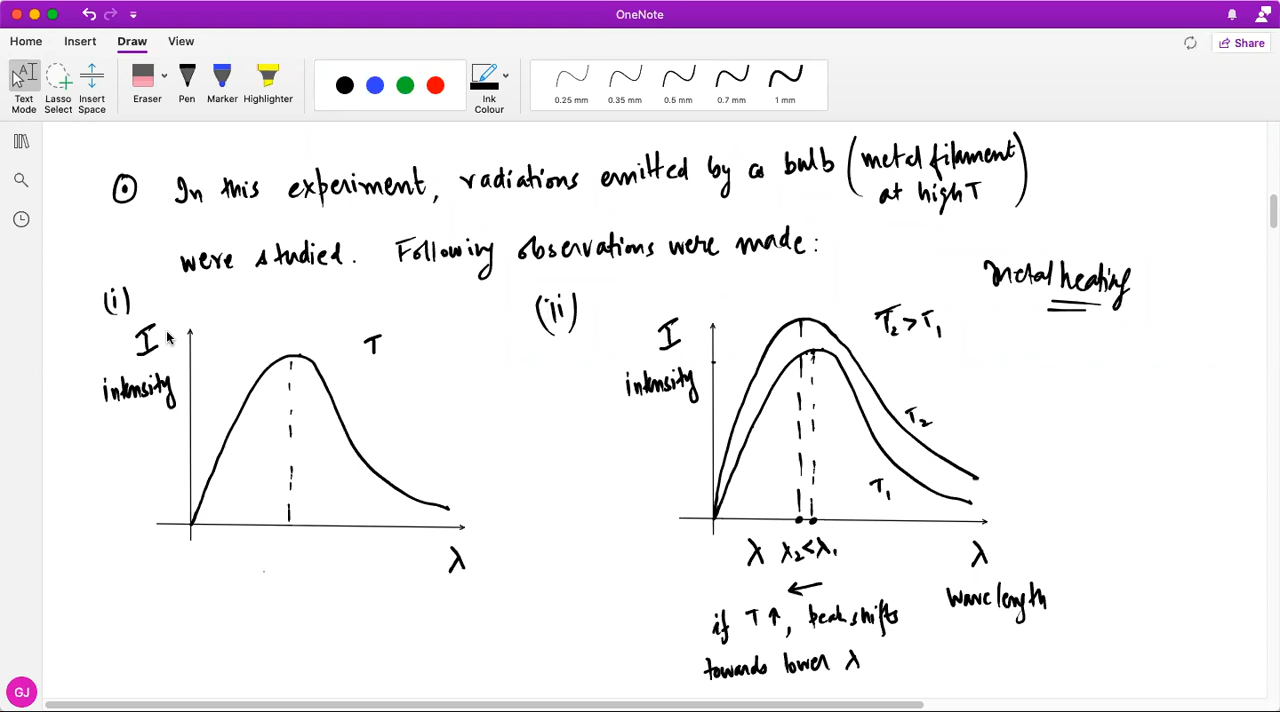 OneNote
Home Insert Draw View
Share
Text Mode
Lasso Select
Insert Space
Eraser
Pen
Marker
Highlighter
Ink Colour
0.25 mm 0.35 mm 0.5 mm 0.7 mm 1 mm
In this experiment, radiations emitted by a bulb (metal filament at high T)
were studied. Following observations were made:
metal heating
(i)
I
intensity
T
λ
(ii)
I
intensity
T₂ > T₁
T₂
T₁
λ λ₂ < λ₁
λ
wavelength
←
if T ↑, peak shifts
towards lower λ
GJ